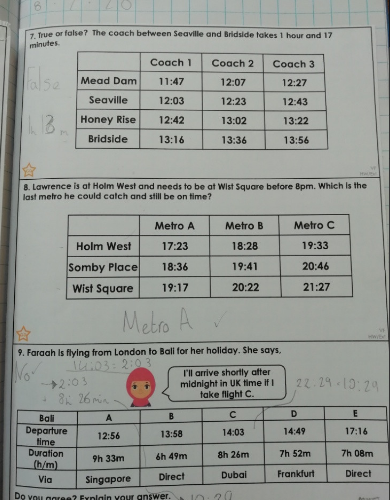 7. True or false? The coach between Seaville and Bridside takes 1 hour and 17
minutes.
False
1h 13 m
Coach 1 Coach 2 Coach 3
Mead Dam 11:47 12:07 12:27
Seaville 12:03 12:23 12:43
Honey Rise 12:42 13:02 13:22
Bridside 13:16 13:36 13:56
8. Lawrence is at Holm West and needs to be at Wist Square before 8pm. Which is the
last metro he could catch and still be on time?
Metro A Metro B Metro C
Holm West 17:23 18:28 19:33
Somby Place 18:36 19:41 20:46
Wist Square 19:17 20:22 21:27
Metro A
9. Faraah is flying from London to Bali for her holiday. She says,
No
14:03 = 2:03
2:03
+ 8h 26min
I'll arrive shortly after
midnight in UK time if I
take flight C.
22:29 = 10:29
Bali A B C D E
Departure
time 12:56 13:58 14:03 14:49 17:16
Duration
(h/m) 9h 33m 6h 49m 8h 26m 7h 52m 7h 08m
Via Singapore Direct Dubai Frankfurt Direct
Do you agree? Explain your answer.